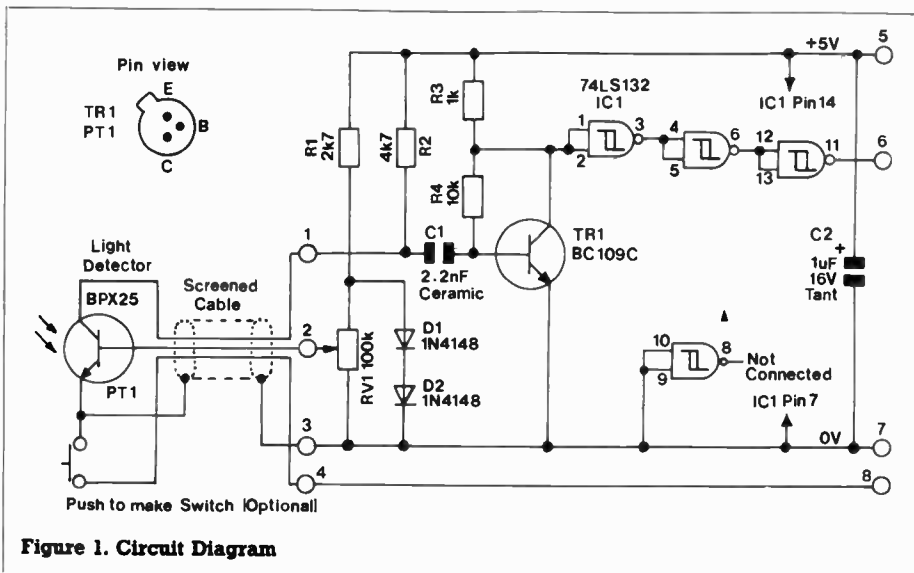 Pin view
E
TR1
PT1
B
C
+5V
5
74LS132
IC1
IC1 Pin14
R3
1k
R1
2k7
4k7
R2
R4
10k
1
2
3
4
5
6
12
13
11
6
Light
Detector
BPX25
PT1
Screened
Cable
1
C1
2.2nF
Ceramic
TR1
BC109C
C2
+
1uF
16V
Tant
2
RV1 100k
D1
1N4148
D2
1N4148
10
9
8
Not
Connected
IC1 Pin7
3
0V
7
4
8
Push to make Switch (Optional)
Figure 1. Circuit Diagram